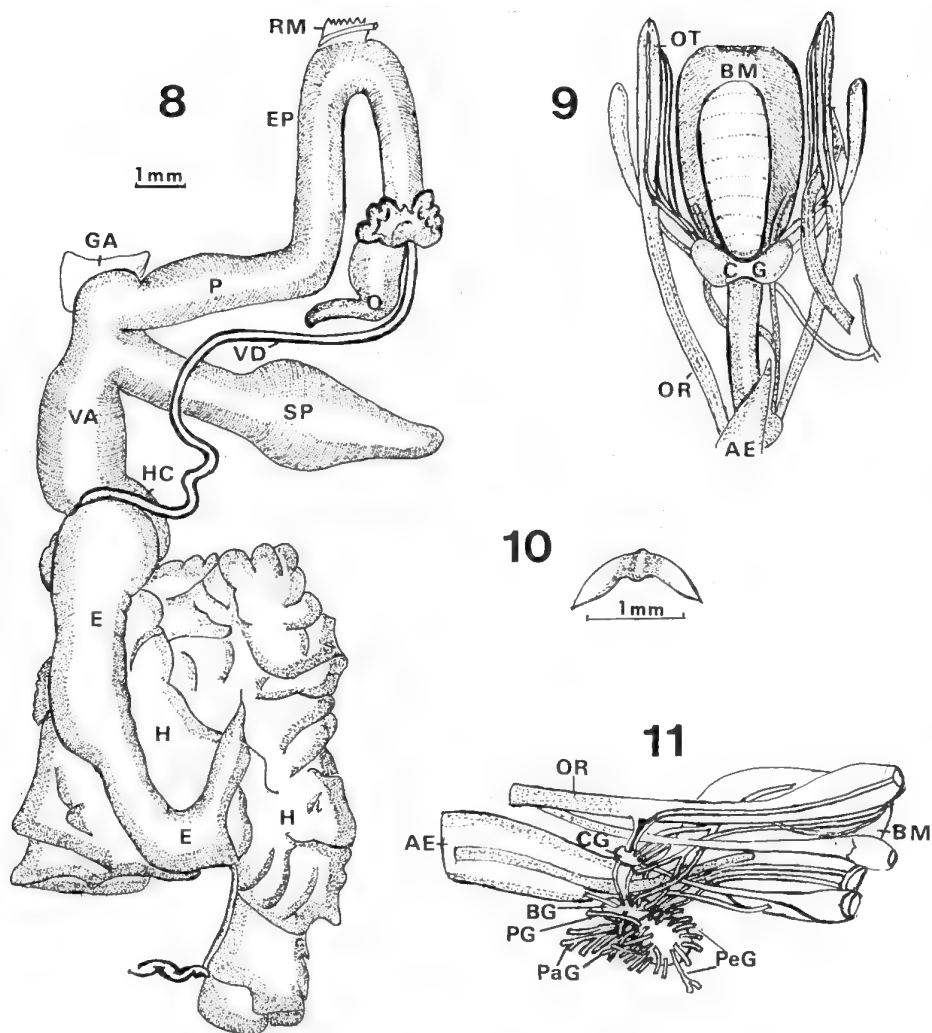 8
RM
EP
1mm
GA
P
O
VD
VA
SP
HC
E
H
E
H
9
OT
BM
C G
OR
AE
10
1mm
11
OR
AE
CG
BM
BG
PG
PaG
PeG